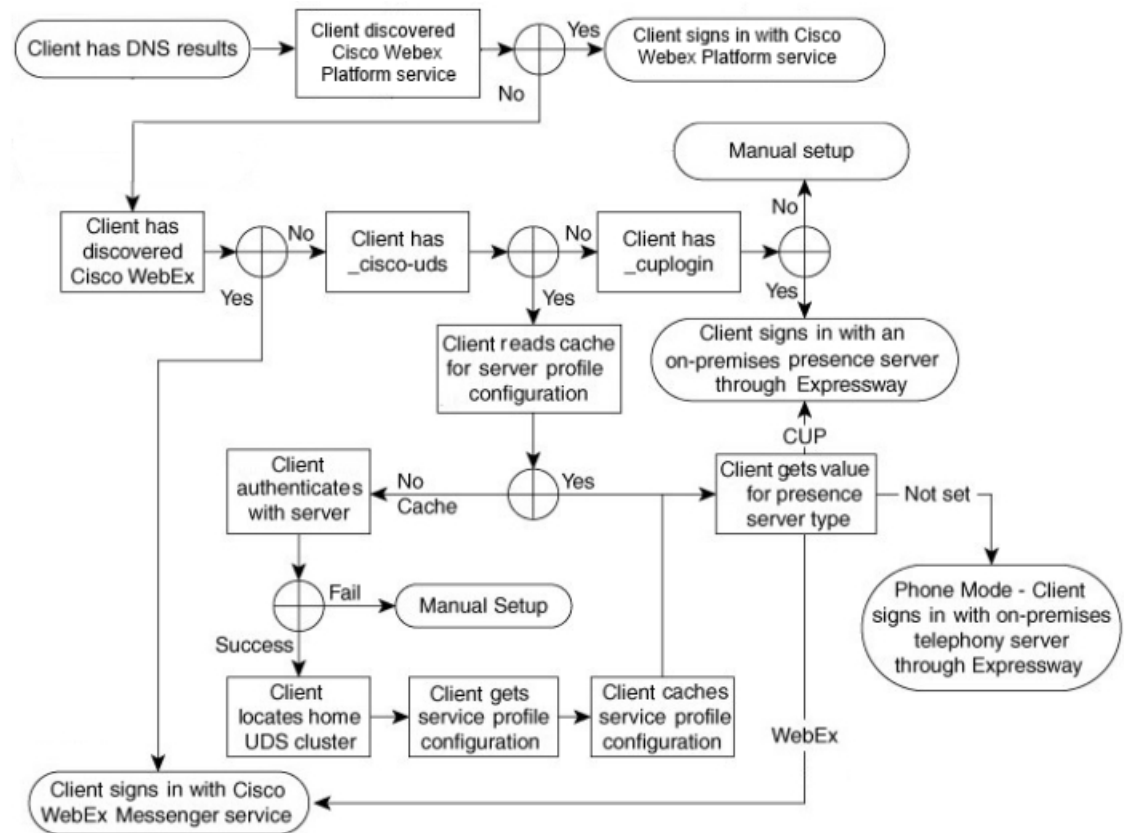 Client has DNS results
Client discovered
Cisco Webex
Platform service
Yes
Client signs in with Cisco
Webex Platform service
No
Manual setup
No
Client has
discovered
Cisco WebEx
No
Client has
_cisco-uds
No
Client has
_cuplogin
Yes
Yes
Yes
Client reads cache
for server profile
configuration
Client signs in with an
on-premises presence server
through Expressway
CUP
Client
authenticates
with server
No
Cache
Yes
Client gets value
for presence
server type
Not set
Fail
Manual Setup
Success
Phone Mode - Client
signs in with on-premises
telephony server
through Expressway
Client
locates home
UDS cluster
Client gets
service profile
configuration
Client caches
service profile
configuration
WebEx
Client signs in with Cisco
WebEx Messenger service